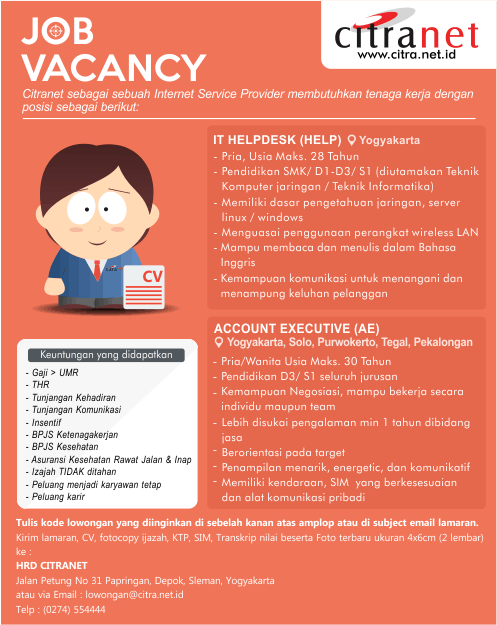 JOB
VACANCY
citranet
www.citra.net.id
Citranet sebagai sebuah Internet Service Provider membutuhkan tenaga kerja dengan
posisi sebagai berikut:
IT HELPDESK (HELP) Yogyakarta
- Pria, Usia Maks. 28 Tahun
- Pendidikan SMK/ D1-D3/ S1 (diutamakan Teknik
Komputer jaringan / Teknik Informatika)
- Memiliki dasar pengetahuan jaringan, server
linux / windows
- Menguasai penggunaan perangkat wireless LAN
- Mampu membaca dan menulis dalam Bahasa
Inggris
- Kemampuan komunikasi untuk menangani dan
menampung keluhan pelanggan
CV
ACCOUNT EXECUTIVE (AE)
Yogyakarta, Solo, Purwokerto, Tegal, Pekalongan
- Pria/Wanita Usia Maks. 30 Tahun
- Pendidikan D3/ S1 seluruh jurusan
- Kemampuan Negosiasi, mampu bekerja secara
individu maupun team
- Lebih disukai pengalaman min 1 tahun dibidang
jasa
- Berorientasi pada target
- Penampilan menarik, energetic, dan komunikatif
- Memiliki kendaraan, SIM yang berkesesuaian
dan alat komunikasi pribadi
Keuntungan yang didapatkan
- Gaji > UMR
- THR
- Tunjangan Kehadiran
- Tunjangan Komunikasi
- Insentif
- BPJS Ketenagakerjan
- BPJS Kesehatan
- Asuransi Kesehatan Rawat Jalan & Inap
- Izajah TIDAK ditahan
- Peluang menjadi karyawan tetap
- Peluang karir
Tulis kode lowongan yang diinginkan di sebelah kanan atas amplop atau di subject email lamaran.
Kirim lamaran, CV, fotocopy ijazah, KTP, SIM, Transkrip nilai beserta Foto terbaru ukuran 4x6cm (2 lembar)
ke :
HRD CITRANET
Jalan Petung No 31 Papringan, Depok, Sleman, Yogyakarta
atau via Email : lowongan@citra.net.id
Telp : (0274) 554444